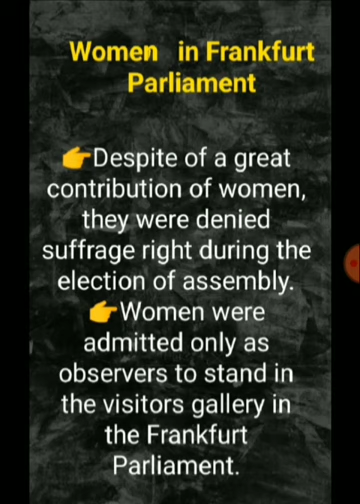 Women in Frankfurt
Parliament
👉Despite of a great
contribution of women,
they were denied
suffrage right during the
election of assembly.
👉Women were
admitted only as
observers to stand in
the visitors gallery in
the Frankfurt
Parliament.